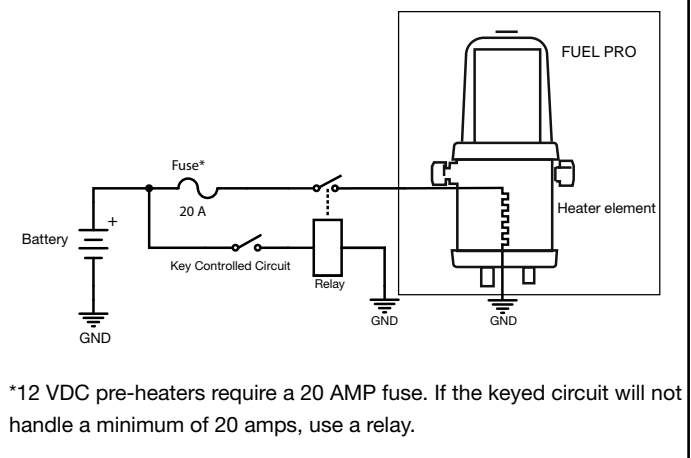 FUEL PRO
Fuse*
20 A
Heater element
Battery
+
Key Controlled Circuit
Relay
GND
GND
GND
*12 VDC pre-heaters require a 20 AMP fuse. If the keyed circuit will not
handle a minimum of 20 amps, use a relay.